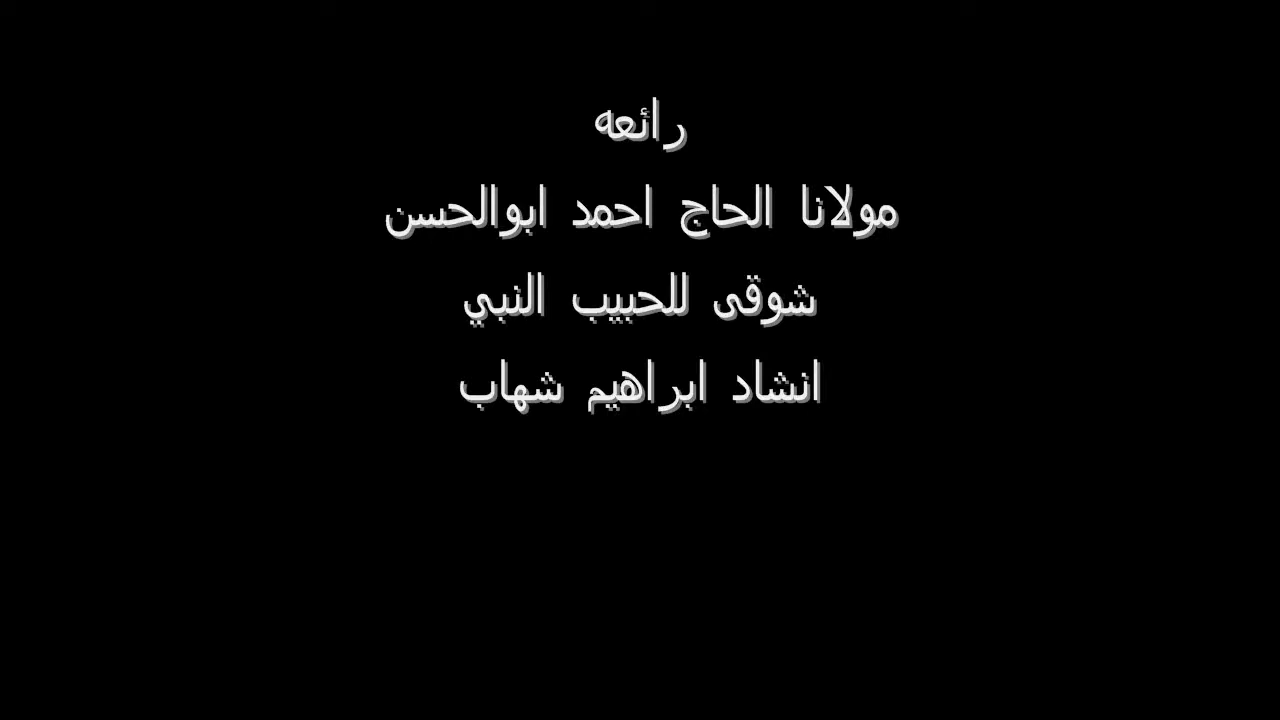 رائعه
مولانا الحاج احمد ابوالحسن
شوقى للحبيب النبي
انشاد ابراهيم شهاب